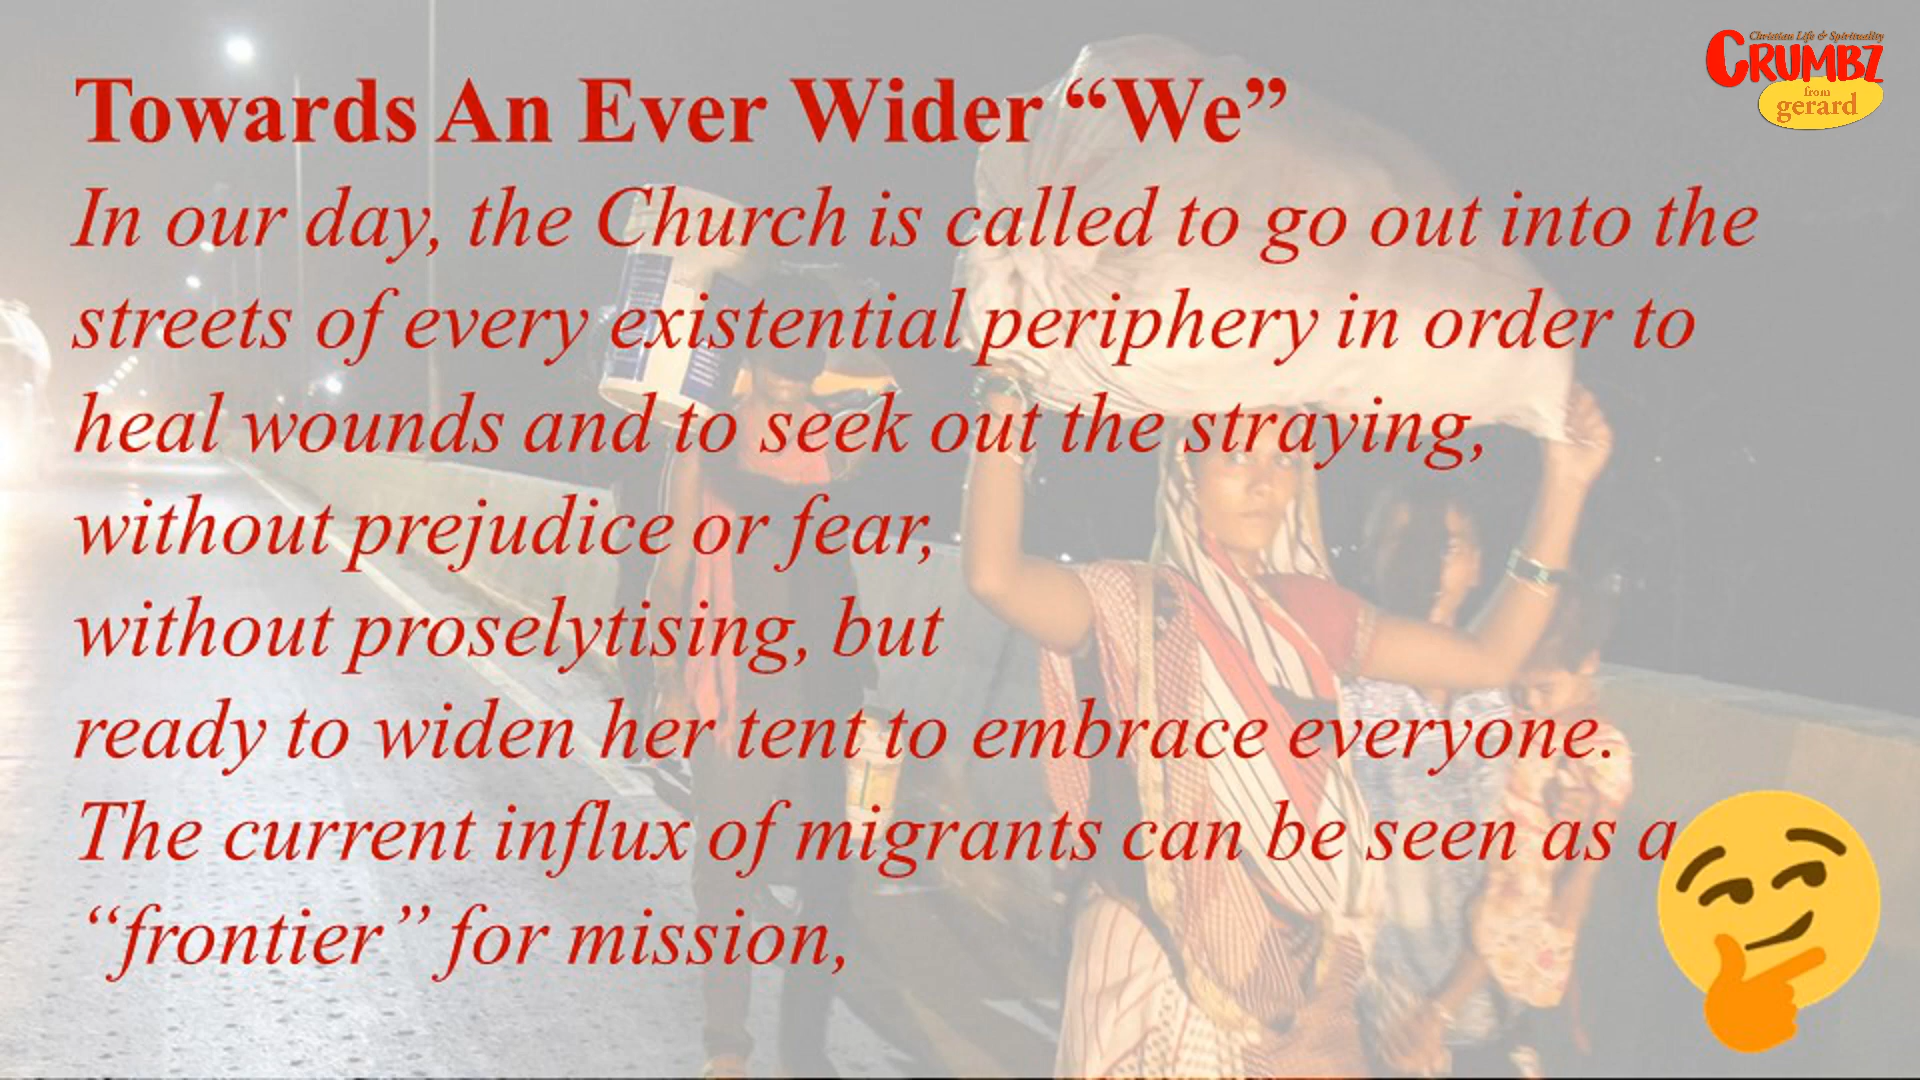 Christian Life & Spirituality
CRUMBZ
from
gerard
Towards An Ever Wider “We”
In our day, the Church is called to go out into the
streets of every existential periphery in order to
heal wounds and to seek out the straying,
without prejudice or fear,
without proselytising, but
ready to widen her tent to embrace everyone.
The current influx of migrants can be seen as a
“frontier” for mission,